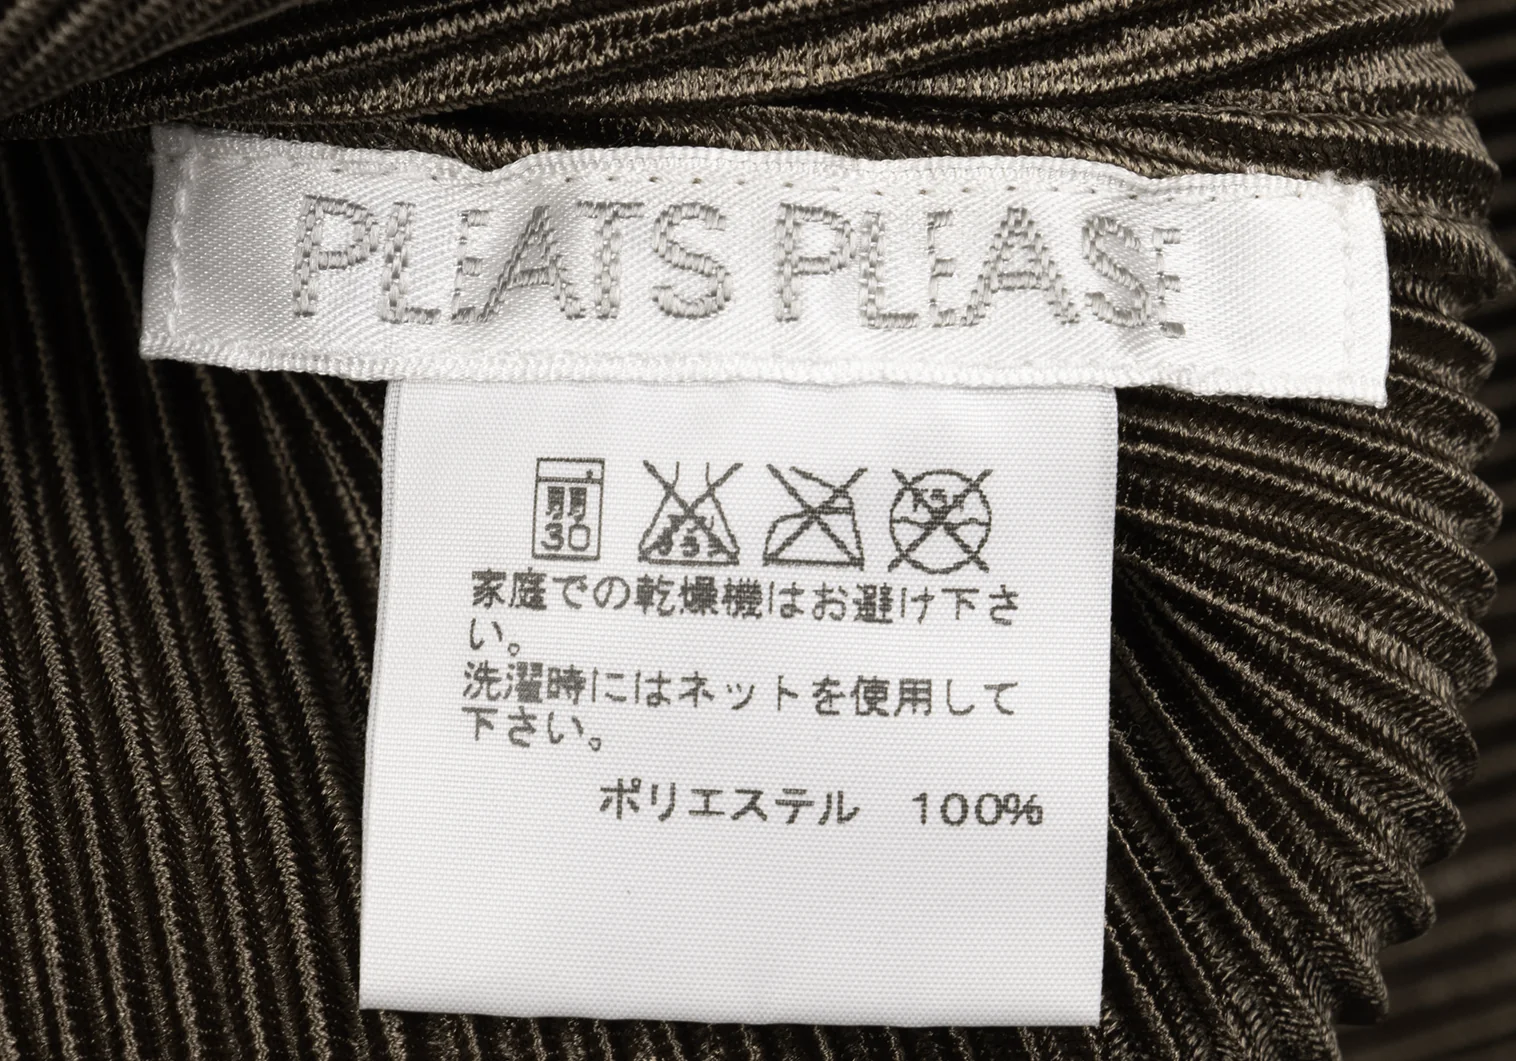 PLEATS PLEASE
弱
30
家庭での乾燥機はお避け下さ
い。
洗濯時にはネットを使用して
下さい。
ポリエステル 100%